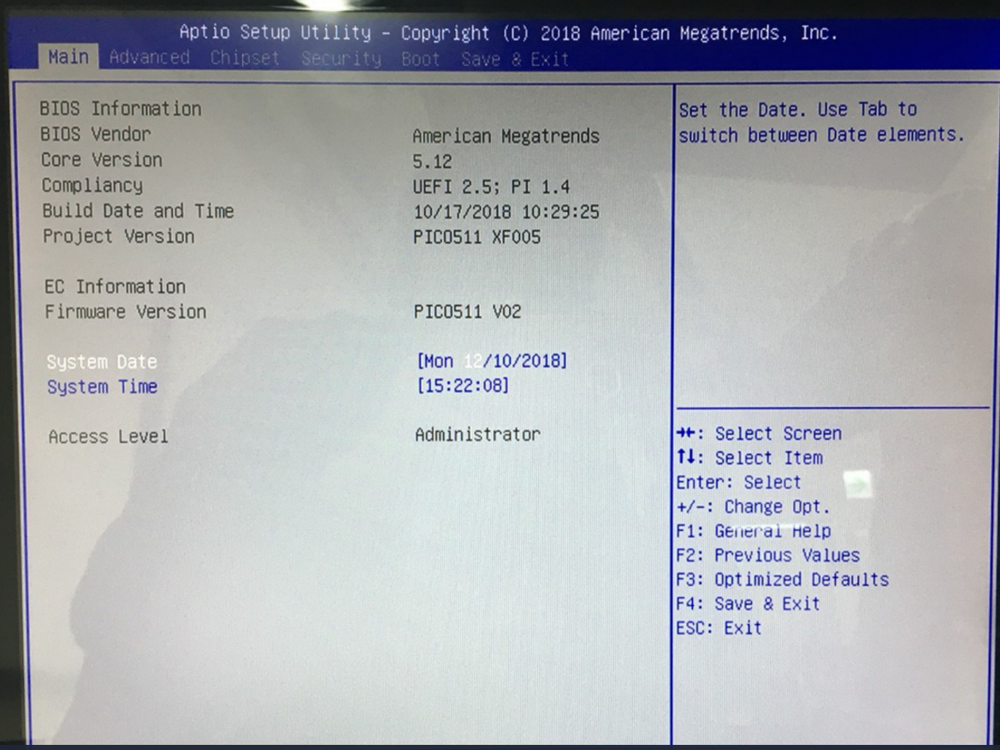 Aptio Setup Utility - Copyright (C) 2018 American Megatrends, Inc.
Main Advanced Chipset Security Boot Save & Exit
BIOS Information
BIOS Vendor American Megatrends
Core Version 5.12
Compliancy UEFI 2.5; PI 1.4
Build Date and Time 10/17/2018 10:29:25
Project Version PICO511 XF005
EC Information
Firmware Version PICO511 V02
System Date [Mon 12/10/2018]
System Time [15:22:08]
Access Level Administrator
Set the Date. Use Tab to
switch between Date elements.
→←: Select Screen
↑↓: Select Item
Enter: Select
+/-: Change Opt.
F1: General Help
F2: Previous Values
F3: Optimized Defaults
F4: Save & Exit
ESC: Exit